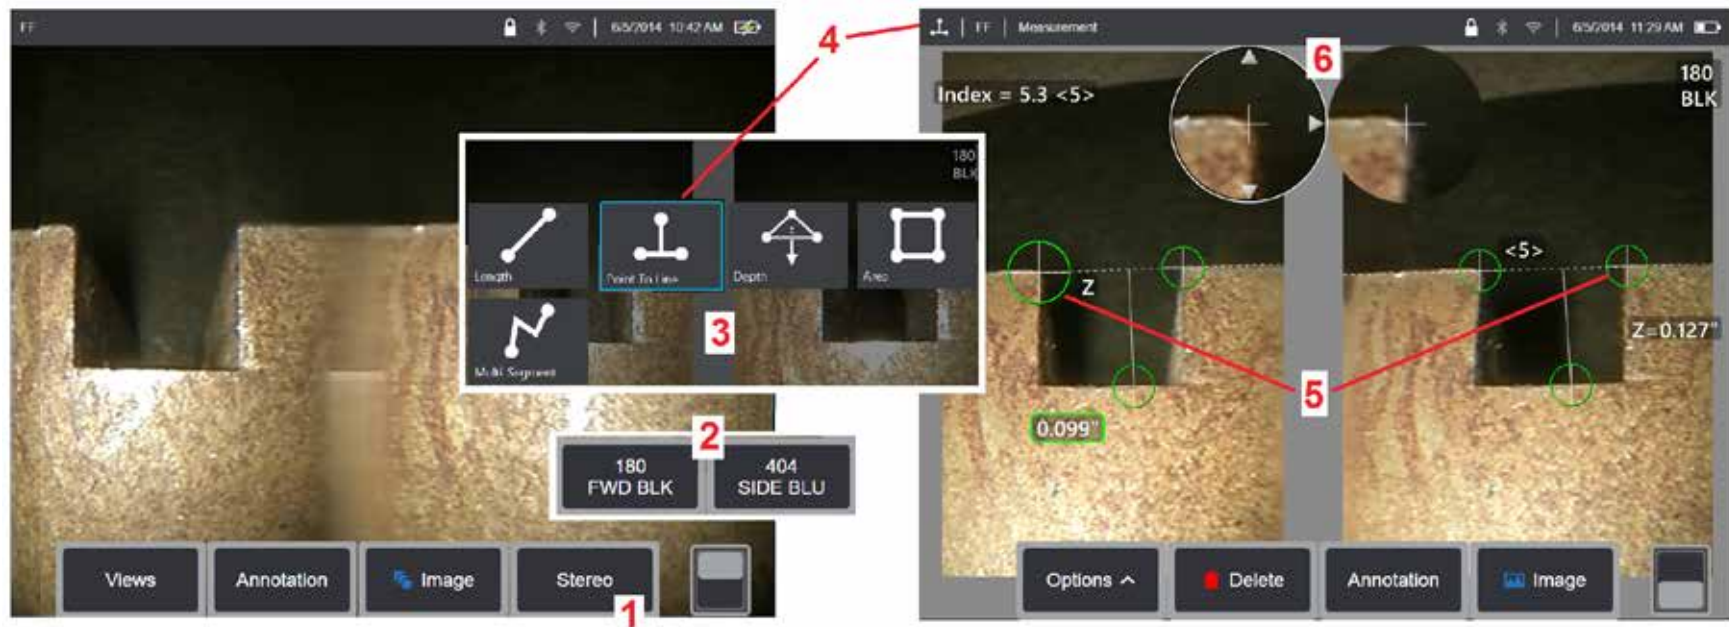 FF
6/5/2014 10:42 AM
4
FF
Measurement
6/5/2014 11:29 AM
6
Index = 5.3 <5>
180
BLK
180
BLK
Length
Point To Line
Depth
Area
3
Multi Segment
<5>
Z
Z=0.127"
5
0.099"
2
180
FWD BLK
404
SIDE BLU
Views
Annotation
Image
Stereo
1
Options
Delete
Annotation
Image